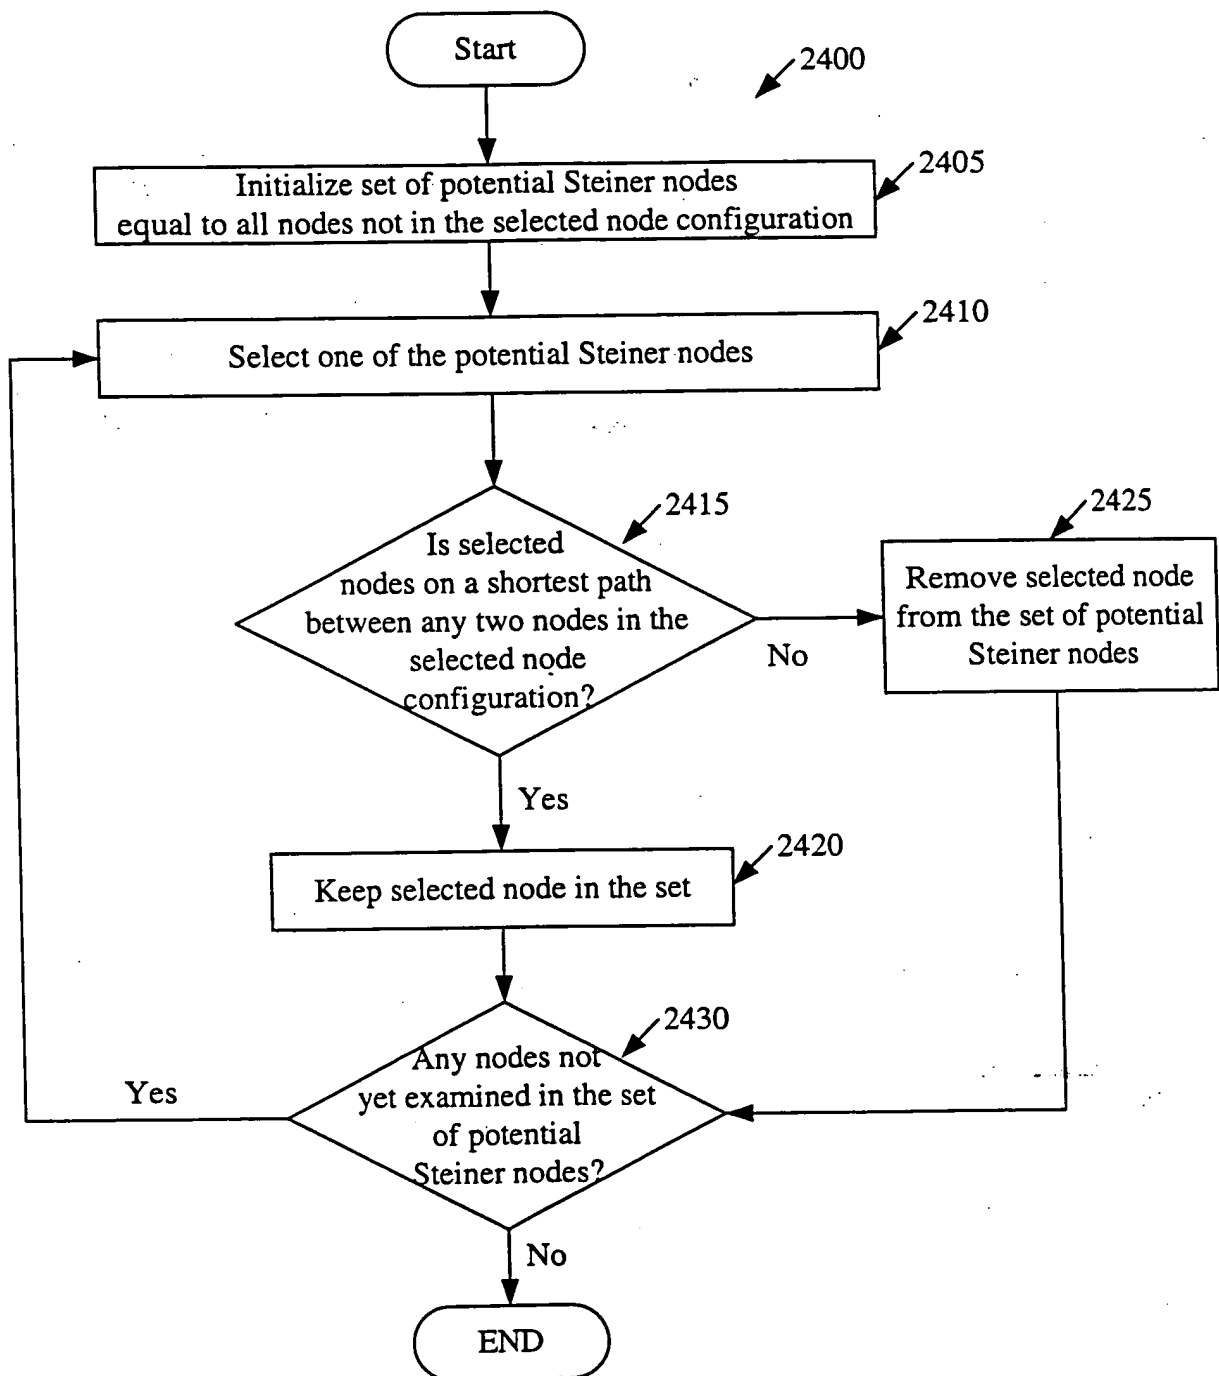 Start
2400
2405
Initialize set of potential Steiner nodes
equal to all nodes not in the selected node configuration
2410
Select one of the potential Steiner nodes
2415
Is selected
nodes on a shortest path
between any two nodes in the
selected node
configuration?
2425
Remove selected node
from the set of potential
Steiner nodes
No
Yes
2420
Keep selected node in the set
2430
Any nodes not
yet examined in the set
of potential
Steiner nodes?
Yes
No
END